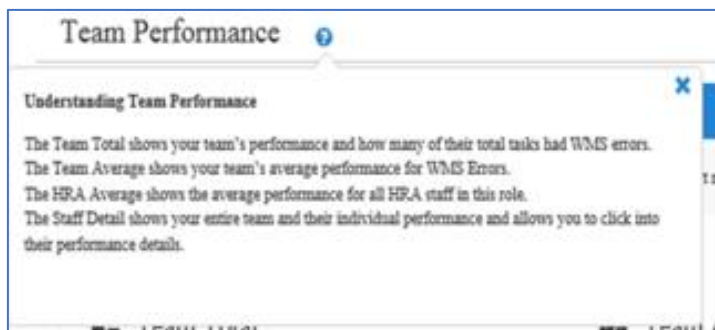 Team Performance
Understanding Team Performance
The Team Total shows your team's performance and how many of their total tasks had WMS errors.
The Team Average shows your team's average performance for WMS Errors.
The HRA Average shows the average performance for all HRA staff in this role.
The Staff Detail shows your entire team and their individual performance and allows you to click into
their performance details.